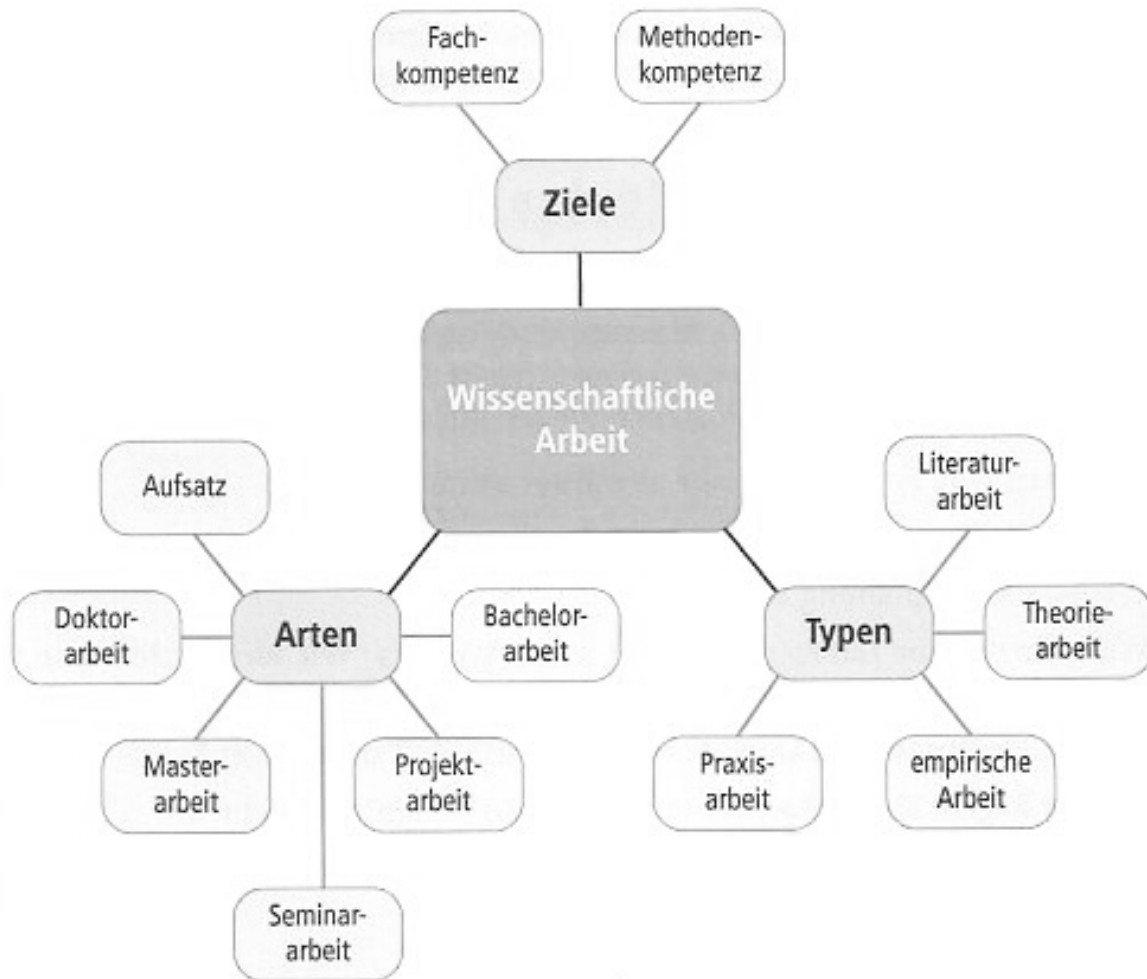 Fach-
kompetenz
Methoden-
kompetenz
Ziele
Wissenschaftliche
Arbeit
Aufsatz
Doktor-
arbeit
Arten
Bachelor-
arbeit
Master-
arbeit
Projekt-
arbeit
Seminar-
arbeit
Literatur-
arbeit
Typen
Theorie-
arbeit
Praxis-
arbeit
empirische
Arbeit